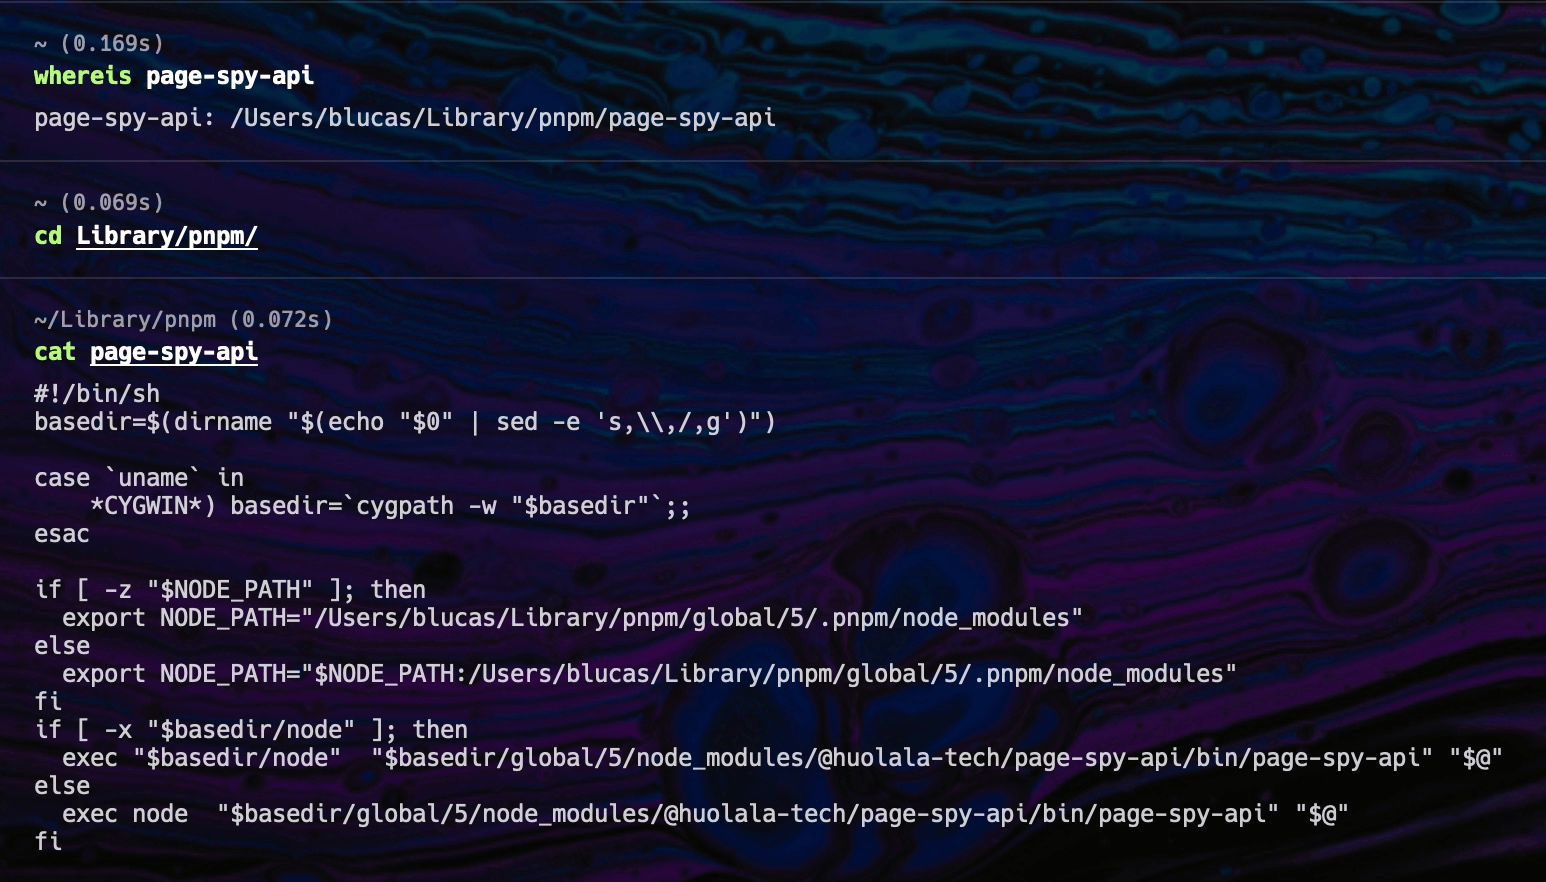 ~ (0.169s)
whereis page-spy-api
page-spy-api: /Users/blucas/Library/pnpm/page-spy-api
~ (0.069s)
cd Library/pnpm/
~/Library/pnpm (0.072s)
cat page-spy-api
#!/bin/sh
basedir=$(dirname "$(echo "$0" | sed -e 's,\\,/,g')")
case `uname` in
    *CYGWIN*) basedir=`cygpath -w "$basedir"`;;
esac
if [ -z "$NODE_PATH" ]; then
  export NODE_PATH="/Users/blucas/Library/pnpm/global/5/.pnpm/node_modules"
else
  export NODE_PATH="$NODE_PATH:/Users/blucas/Library/pnpm/global/5/.pnpm/node_modules"
fi
if [ -x "$basedir/node" ]; then
  exec "$basedir/node"  "$basedir/global/5/node_modules/@huolala-tech/page-spy-api/bin/page-spy-api" "$@"
else
  exec node  "$basedir/global/5/node_modules/@huolala-tech/page-spy-api/bin/page-spy-api" "$@"
fi